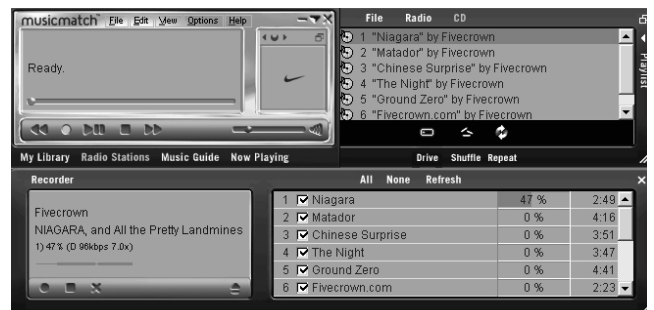 musicmatch File Edit View Options Help
Ready.
File Radio CD
1 "Niagara" by Fivecrown
2 "Matador" by Fivecrown
3 "Chinese Surprise" by Fivecrown
4 "The Night" by Fivecrown
5 "Ground Zero" by Fivecrown
6 "Fivecrown.com" by Fivecrown
Playlist
My Library Radio Stations Music Guide Now Playing
Drive Shuffle Repeat
Recorder
Fivecrown
NIAGARA, and All the Pretty Landmines
1) 47% (D 96kbps 7.0x)
All None Refresh
1 Niagara 47 % 2:49
2 Matador 0 % 4:16
3 Chinese Surprise 0 % 3:51
4 The Night 0 % 3:47
5 Ground Zero 0 % 4:41
6 Fivecrown.com 0 % 2:23